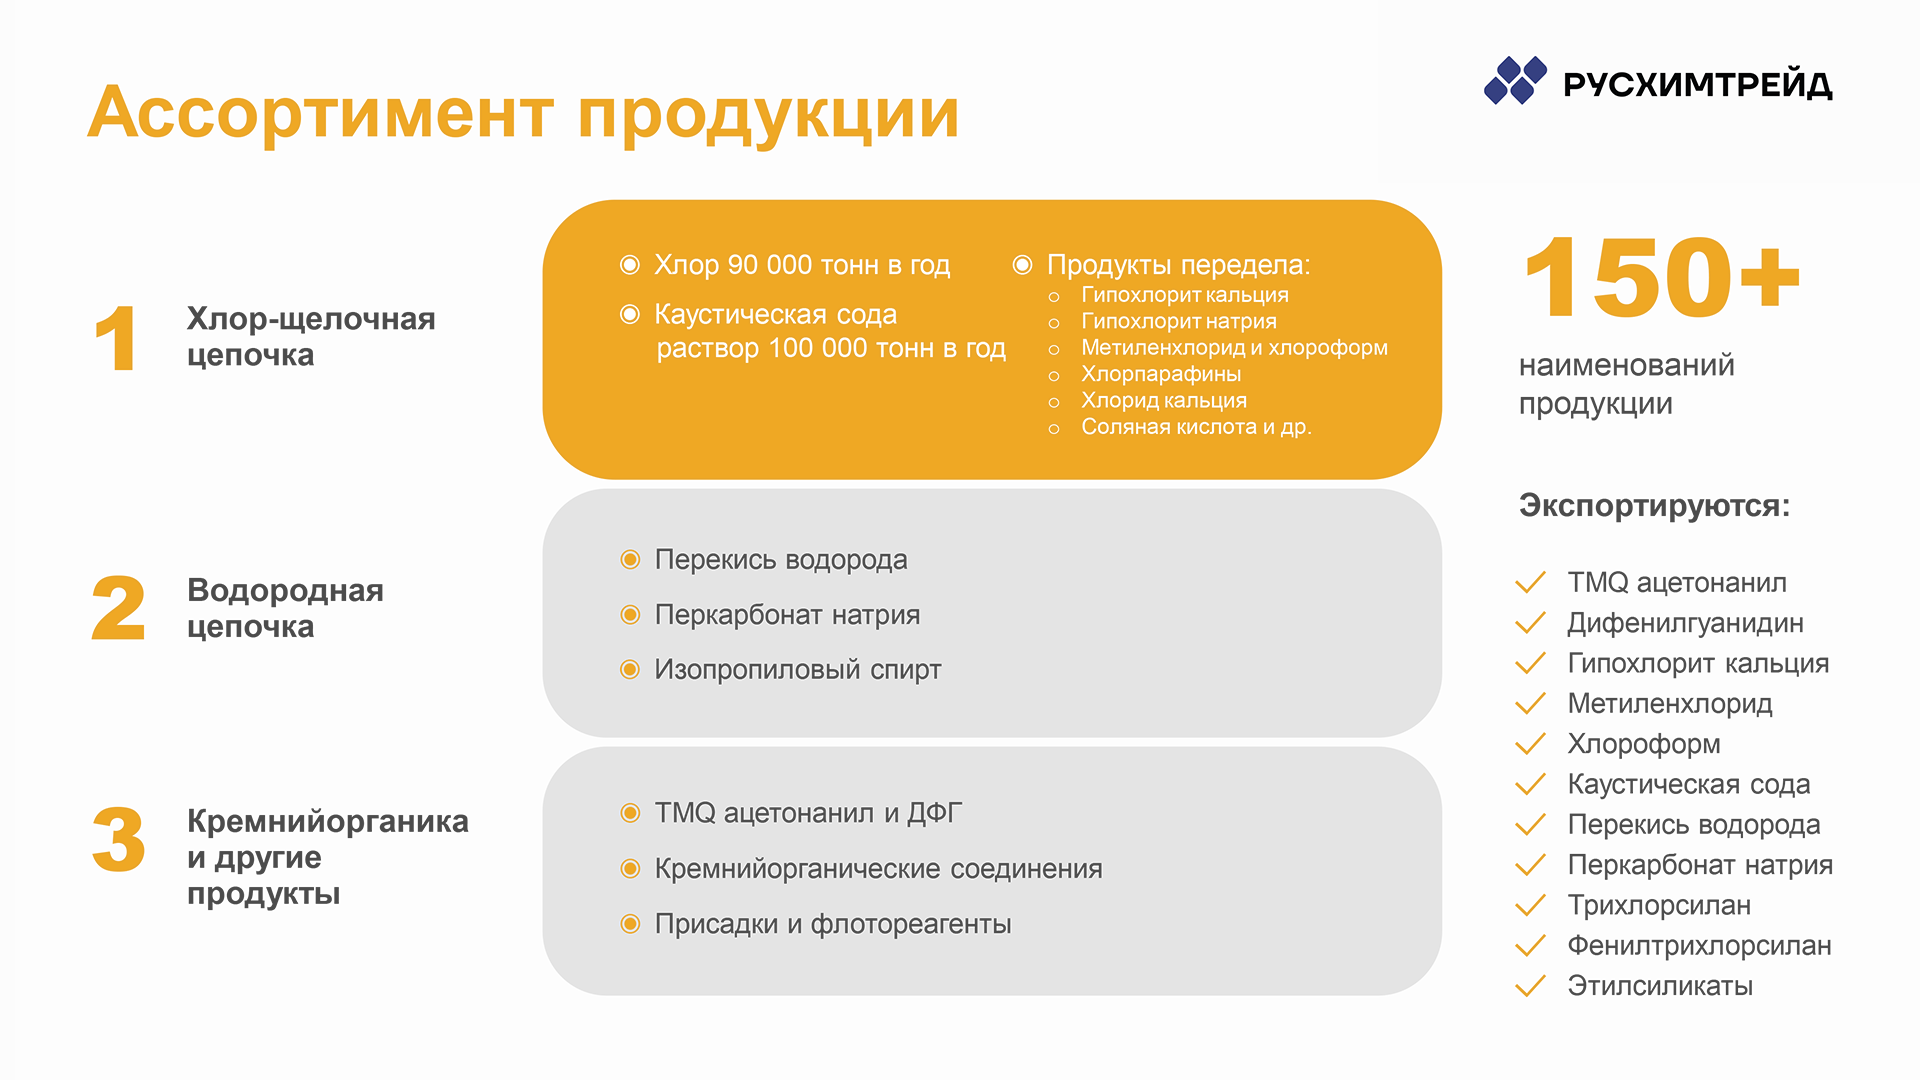 Ассортимент продукции
РУСХИМТРЕЙД
1
Хлор-щелочная
цепочка
Хлор 90 000 тонн в год
Каустическая сода
раствор 100 000 тонн в год
Продукты передела:
Гипохлорит кальция
Гипохлорит натрия
Метиленхлорид и хлороформ
Хлорпарафины
Хлорид кальция
Соляная кислота и др.
2
Водородная
цепочка
Перекись водорода
Перкарбонат натрия
Изопропиловый спирт
3
Кремнийорганика
и другие
продукты
TMQ ацетонанил и ДФГ
Кремнийорганические соединения
Присадки и флотореагенты
150+
наименований
продукции
Экспортируются:
TMQ ацетонанил
Дифенилгуанидин
Гипохлорит кальция
Метиленхлорид
Хлороформ
Каустическая сода
Перекись водорода
Перкарбонат натрия
Трихлорсилан
Фенилтрихлорсилан
Этилсиликаты